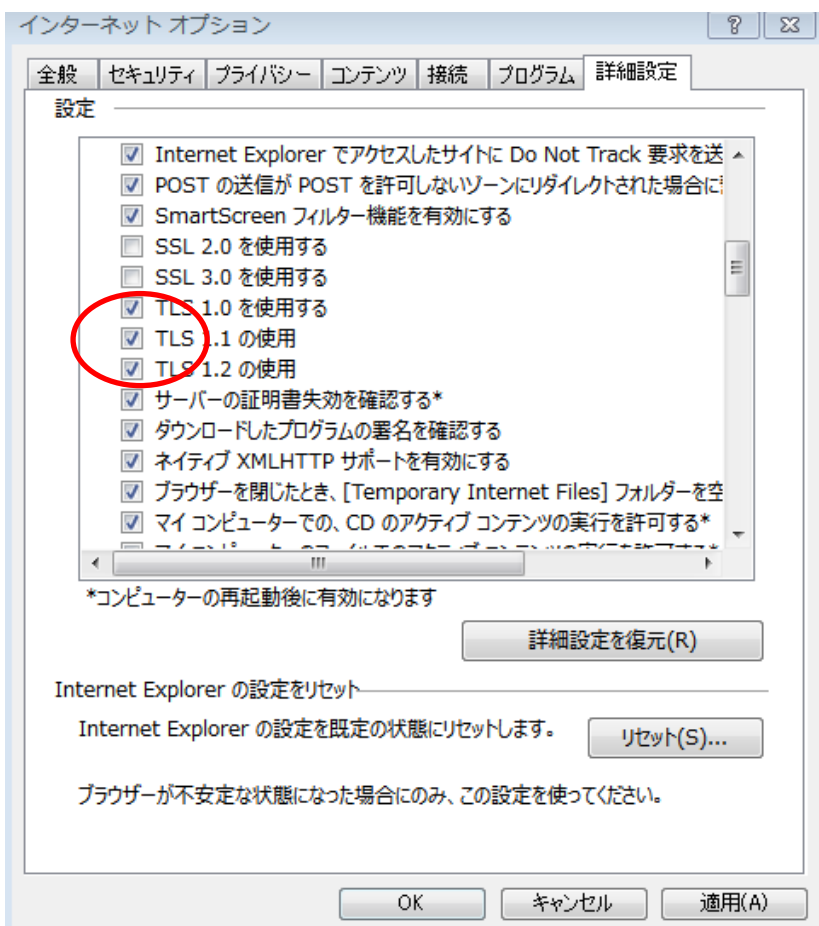 インターネット オプション
全般 セキュリティ プライバシー コンテンツ 接続 プログラム 詳細設定
設定
Internet Explorer でアクセスしたサイトに Do Not Track 要求を送
POST の送信が POST を許可しないゾーンにリダイレクトされた場合に
SmartScreen フィルター機能を有効にする
SSL 2.0 を使用する
SSL 3.0 を使用する
TLS 1.0 を使用する
TLS 1.1 の使用
TLS 1.2 の使用
サーバーの証明書失効を確認する*
ダウンロードしたプログラムの署名を確認する
ネイティブ XMLHTTP サポートを有効にする
ブラウザーを閉じたとき、[Temporary Internet Files] フォルダーを空
マイ コンピューターでの、CD のアクティブ コンテンツの実行を許可する*
*コンピューターの再起動後に有効になります
詳細設定を復元(R)
Internet Explorer の設定をリセット
Internet Explorer の設定を既定の状態にリセットします。
リセット(S)...
ブラウザーが不安定な状態になった場合にのみ、この設定を使ってください。
OK キャンセル 適用(A)